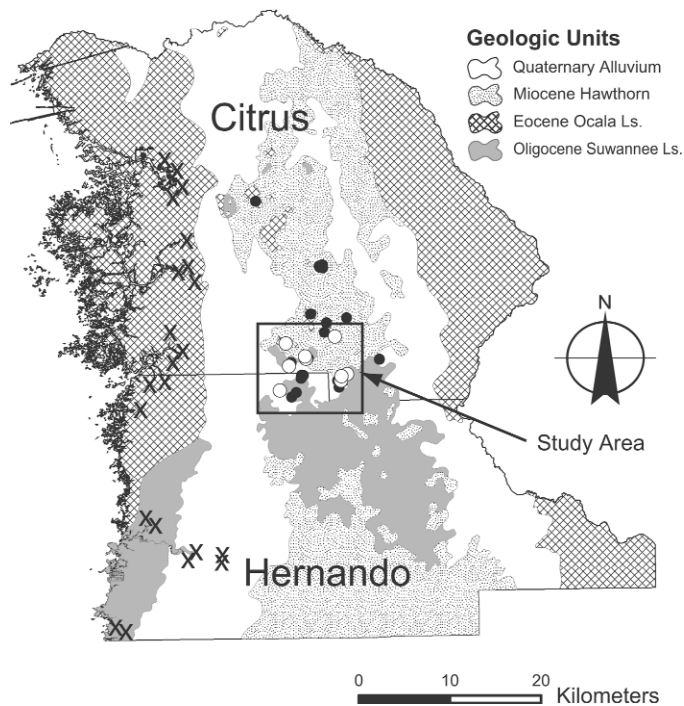 Geologic Units
Quaternary Alluvium
Miocene Hawthorn
Eocene Ocala Ls.
Oligocene Suwannee Ls.
Citrus
N
Study Area
Hernando
0 10 20
Kilometers